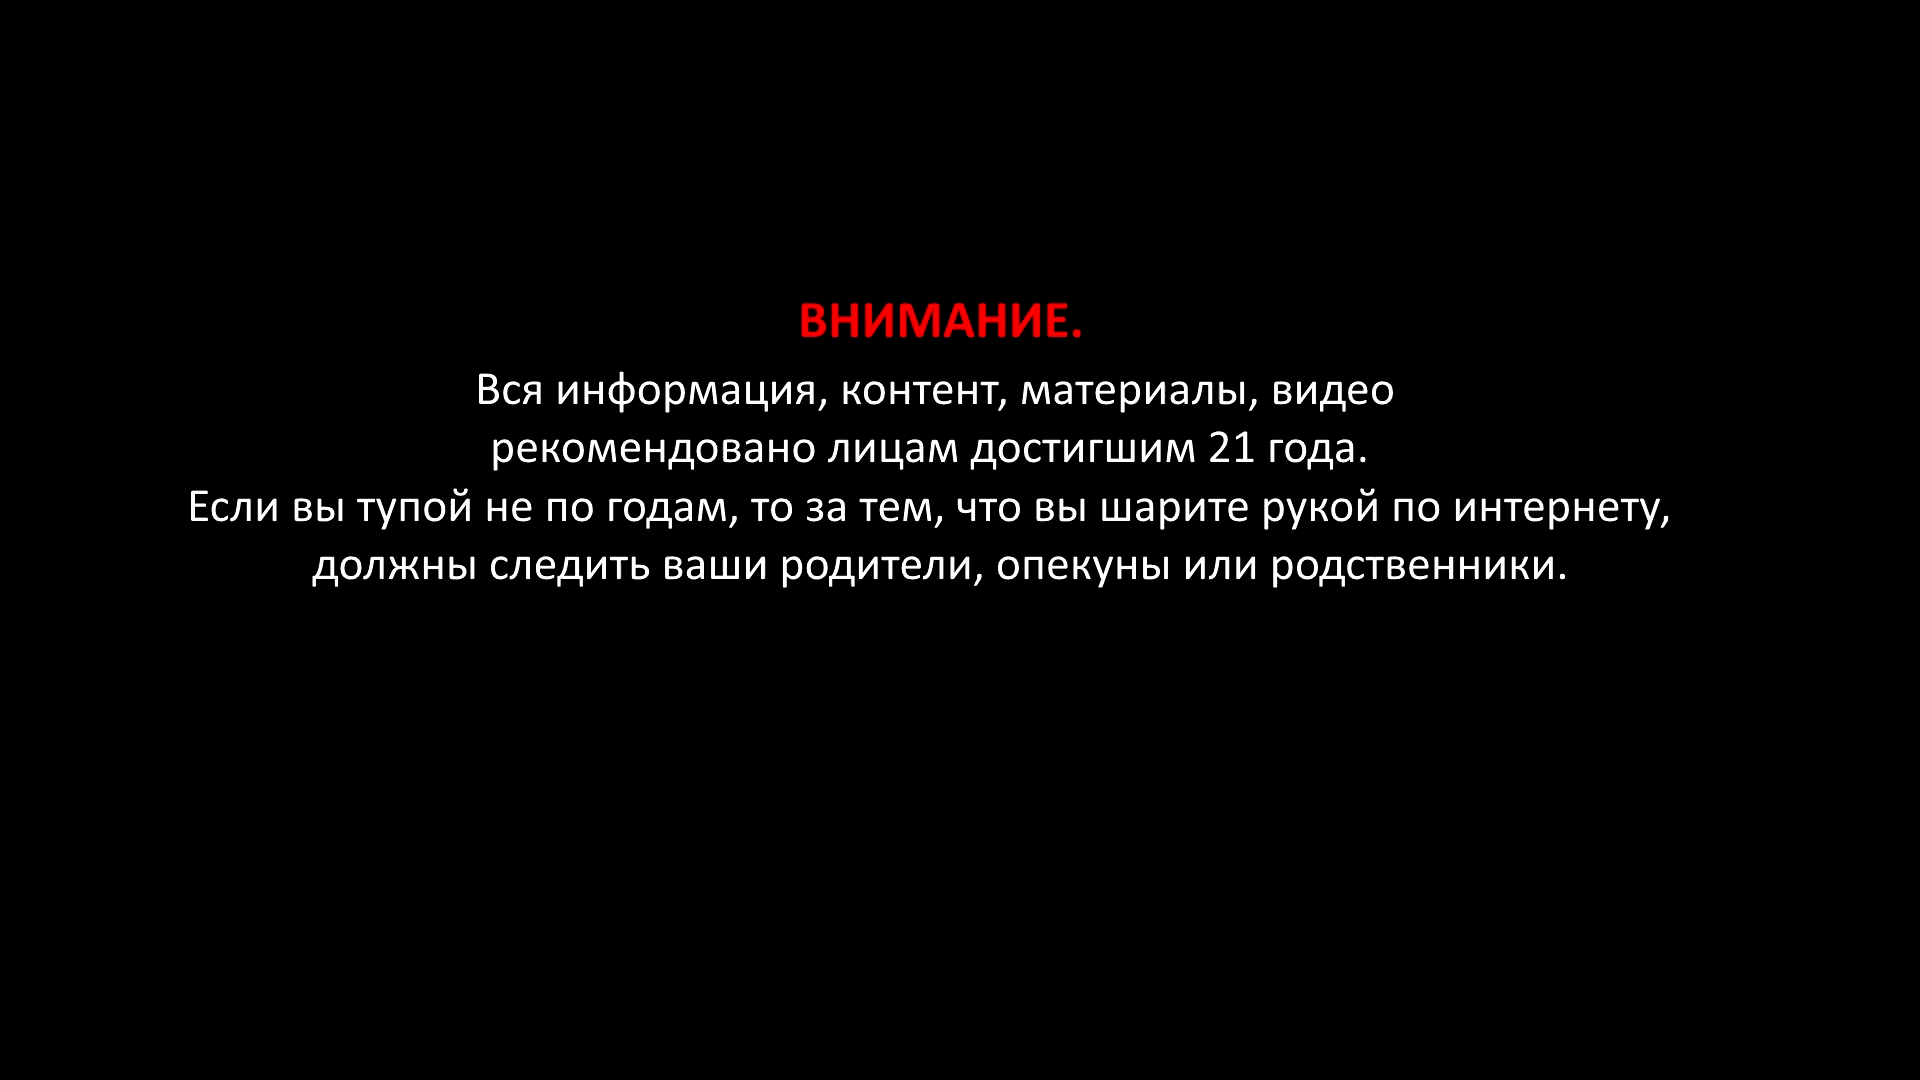 ВНИМАНИЕ.
Вся информация, контент, материалы, видео
рекомендовано лицам достигшим 21 года.
Если вы тупой не по годам, то за тем, что вы шарите рукой по интернету,
должны следить ваши родители, опекуны или родственники.